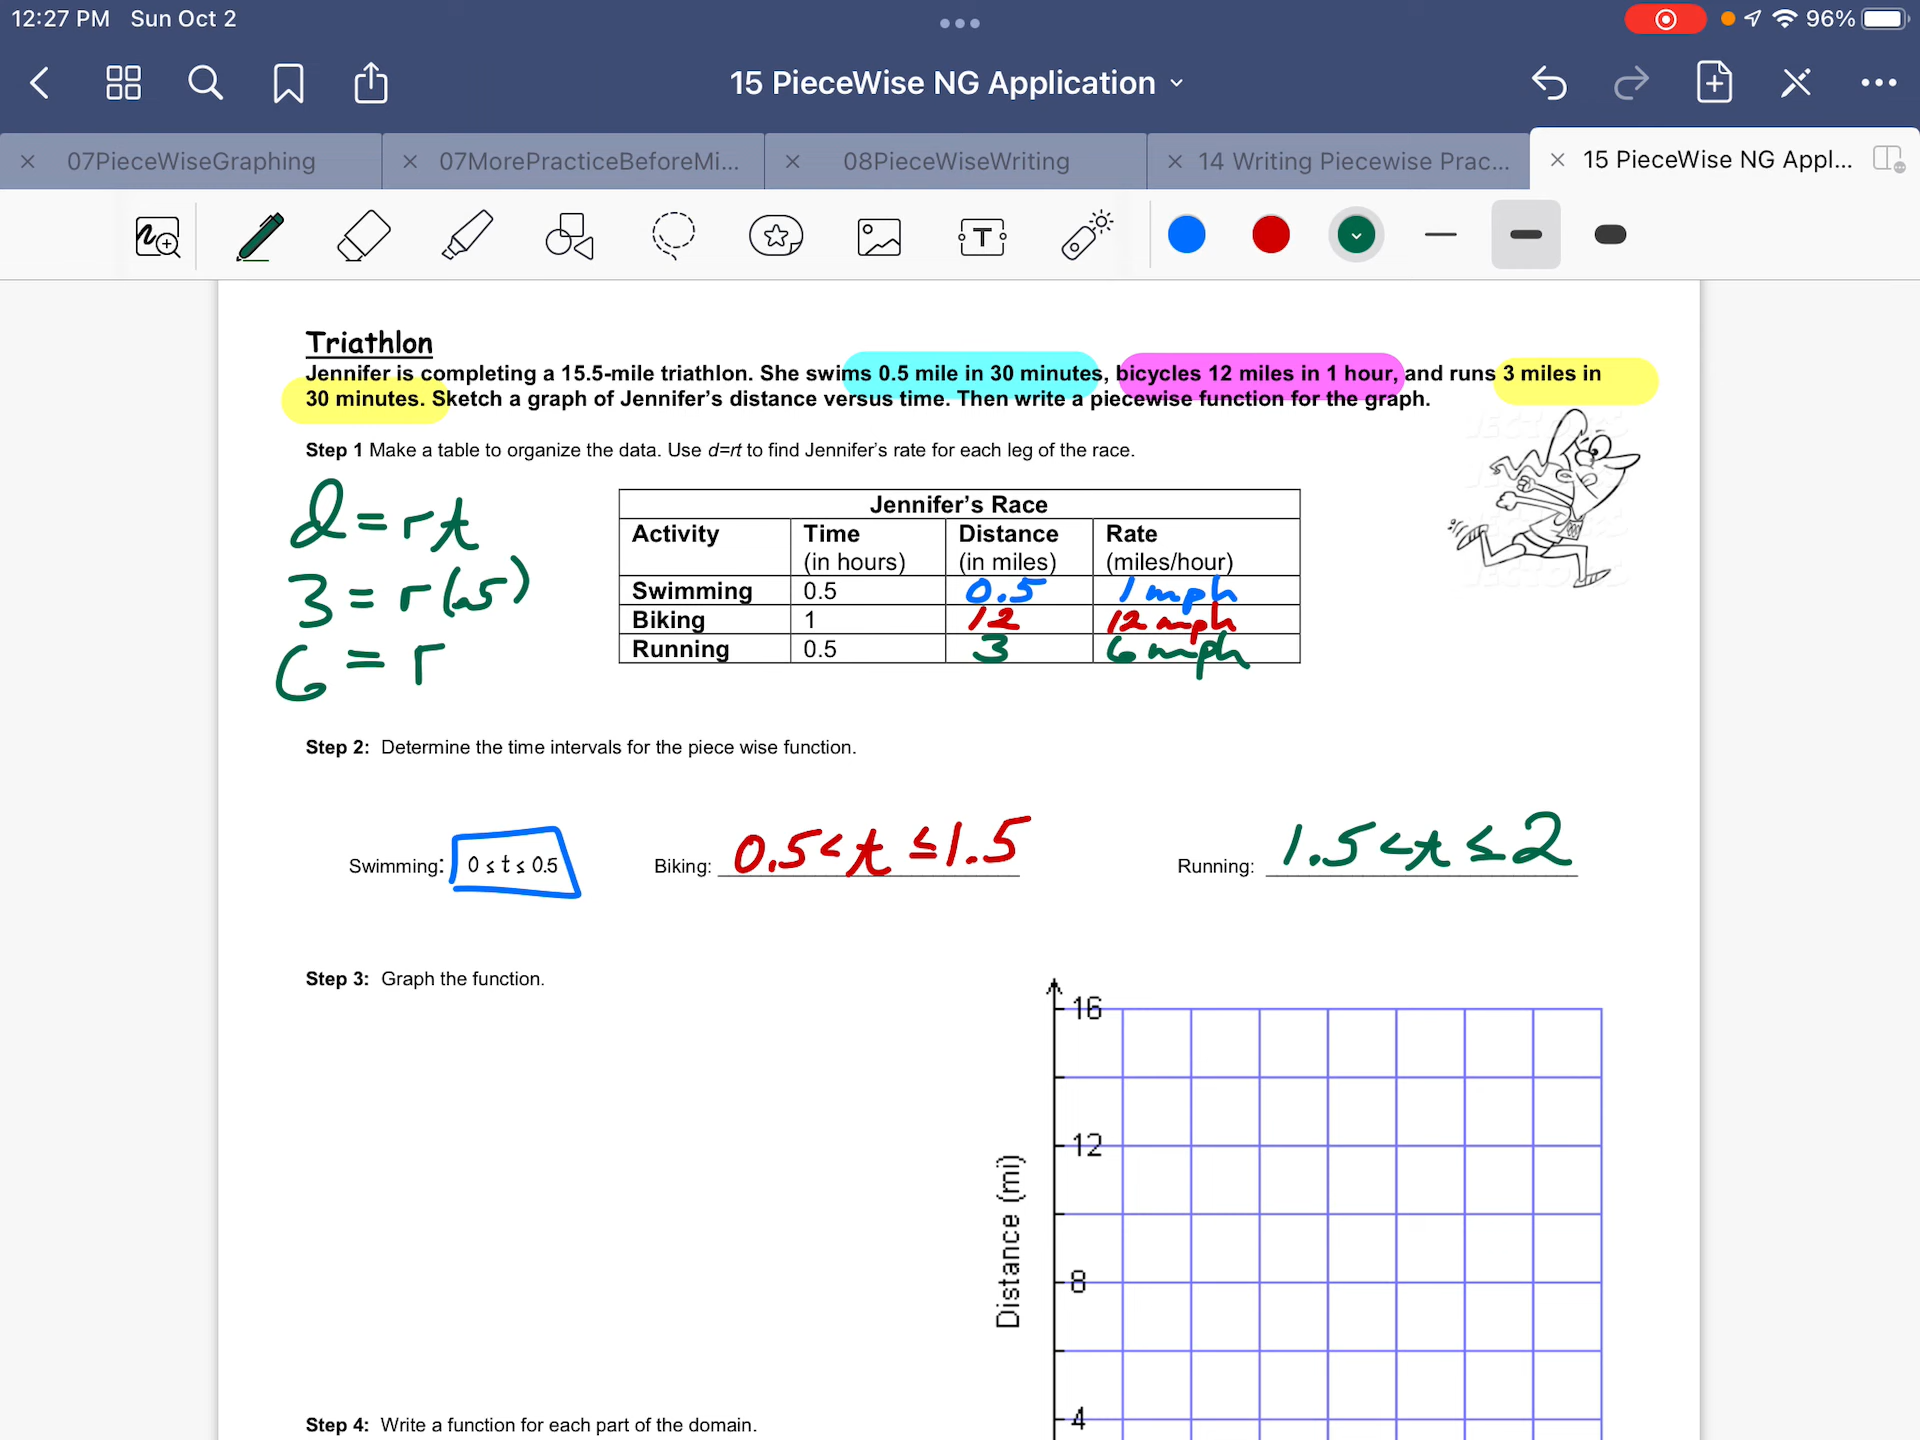 12:27 PM Sun Oct 2
96%
15 PieceWise NG Application
07PieceWiseGraphing
07MorePracticeBeforeMi...
08PieceWiseWriting
14 Writing Piecewise Prac...
15 PieceWise NG Appl...
T
Triathlon
Jennifer is completing a 15.5-mile triathlon. She swims 0.5 mile in 30 minutes, bicycles 12 miles in 1 hour, and runs 3 miles in
30 minutes. Sketch a graph of Jennifer's distance versus time. Then write a piecewise function for the graph.
Step 1 Make a table to organize the data. Use d=rt to find Jennifer's rate for each leg of the race.
d = rt
3 = r(.5)
6 = r
Jennifer's Race
Activity Time Distance Rate
(in hours) (in miles) (miles/hour)
Swimming 0.5 0.5 1 mph
Biking 1 12 12 mph
Running 0.5 3 6 mph
Step 2: Determine the time intervals for the piece wise function.
Swimming: 0 ≤ t ≤ 0.5 Biking: 0.5 < t ≤ 1.5 Running: 1.5 < t ≤ 2
Step 3: Graph the function.
16
12
8
4
Distance (mi)
Step 4: Write a function for each part of the domain.